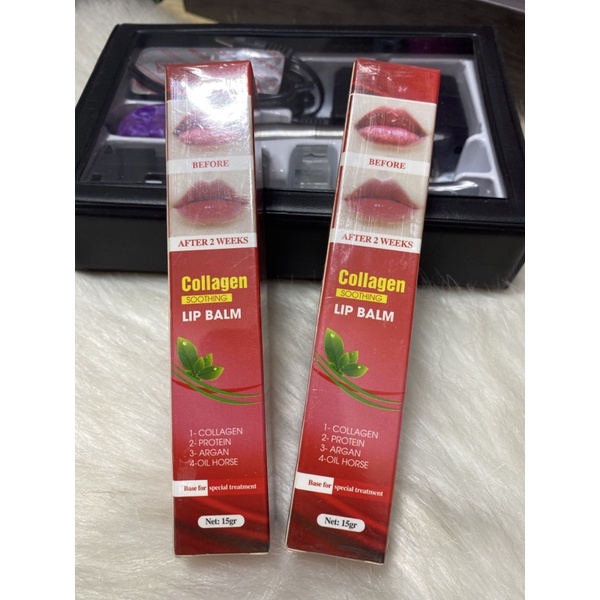 BEFORE
AFTER 2 WEEKS
Collagen
SOOTHING
LIP BALM
1- COLLAGEN
2- PROTEIN
3- ARGAN
4-OIL HORSE
Base for special treatment
Net: 15gr
BEFORE
AFTER 2 WEEKS
Collagen
SOOTHING
LIP BALM
1- COLLAGEN
2- PROTEIN
3- ARGAN
4-OIL HORSE
Base for special treatment
Net: 15gr